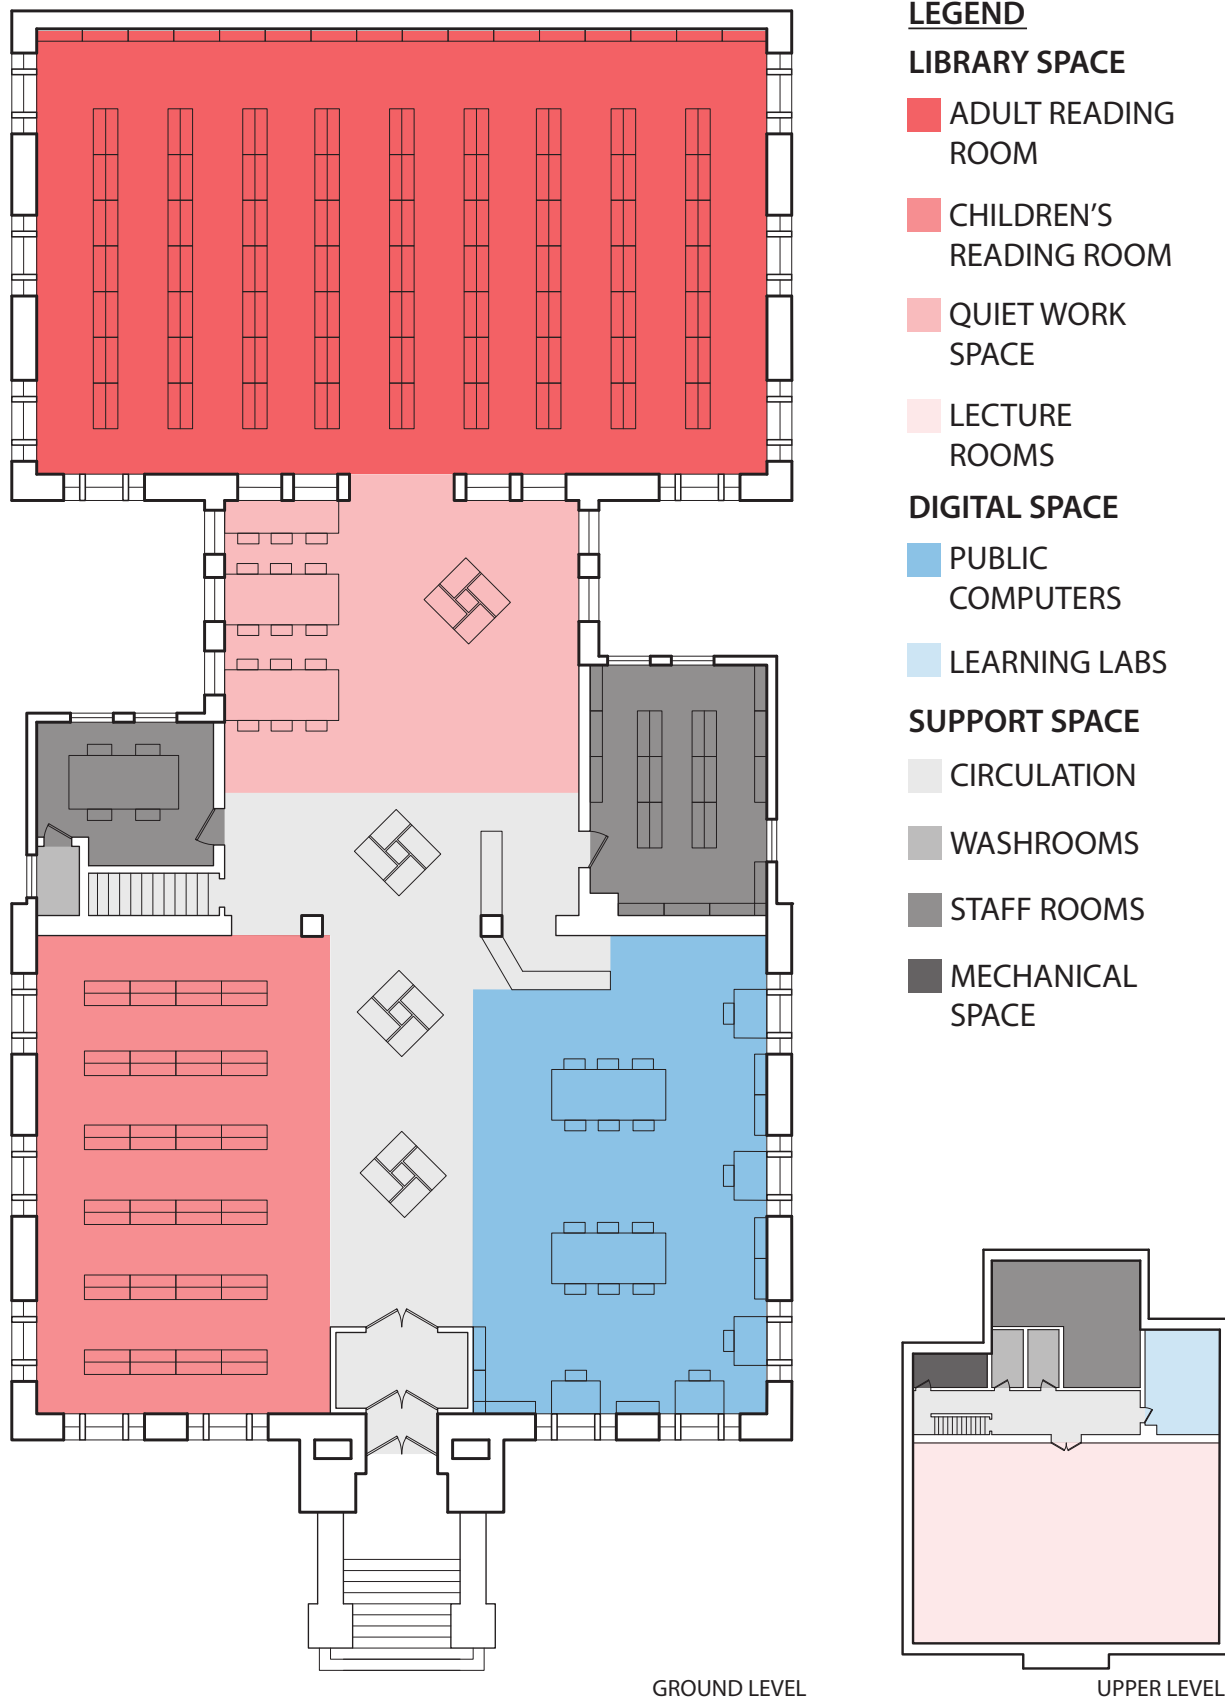 LEGEND
LIBRARY SPACE
ADULT READING
ROOM
CHILDREN'S
READING ROOM
QUIET WORK
SPACE
LECTURE
ROOMS
DIGITAL SPACE
PUBLIC
COMPUTERS
LEARNING LABS
SUPPORT SPACE
CIRCULATION
WASHROOMS
STAFF ROOMS
MECHANICAL
SPACE
GROUND LEVEL
UPPER LEVEL